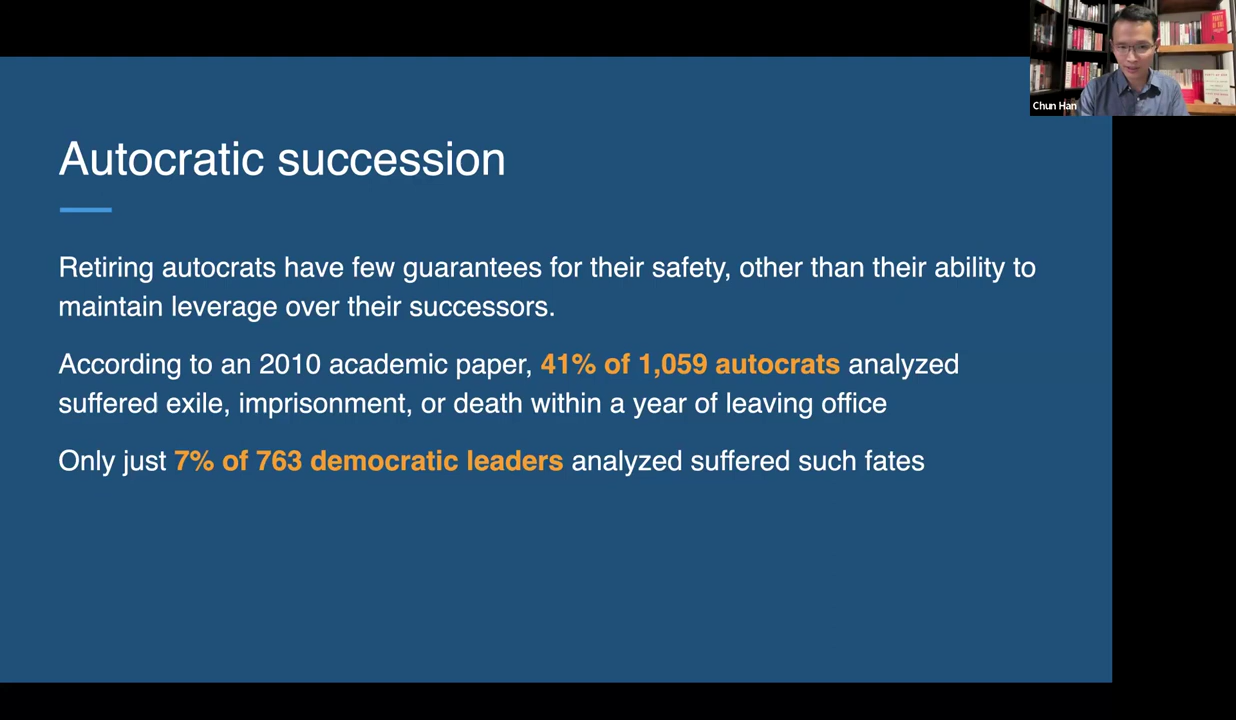 Chun Han
Autocratic succession
Retiring autocrats have few guarantees for their safety, other than their ability to
maintain leverage over their successors.
According to an 2010 academic paper, 41% of 1,059 autocrats analyzed
suffered exile, imprisonment, or death within a year of leaving office
Only just 7% of 763 democratic leaders analyzed suffered such fates